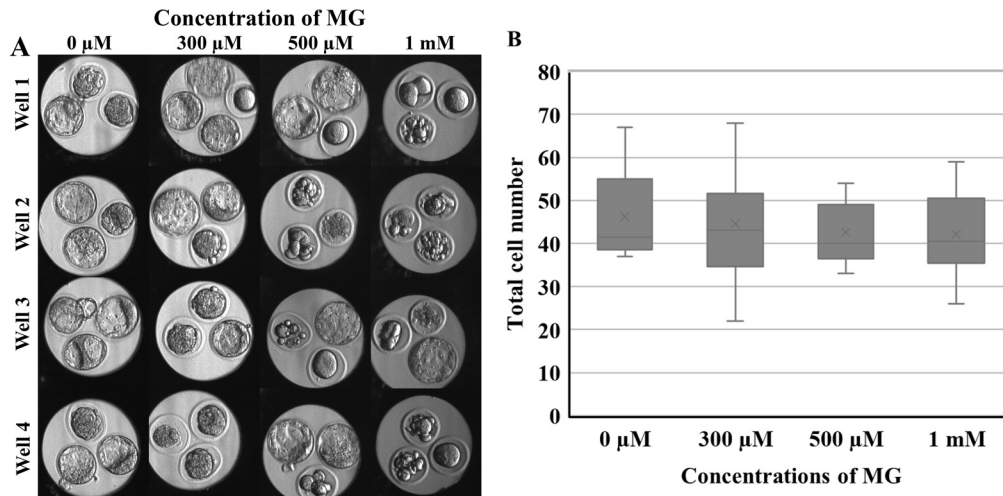 Concentration of MG
A
0 µM 300 µM 500 µM 1 mM
Well 1
Well 2
Well 3
Well 4
B
Total cell number
80
70
60
50
40
30
20
10
0
0 µM 300 µM 500 µM 1 mM
Concentrations of MG